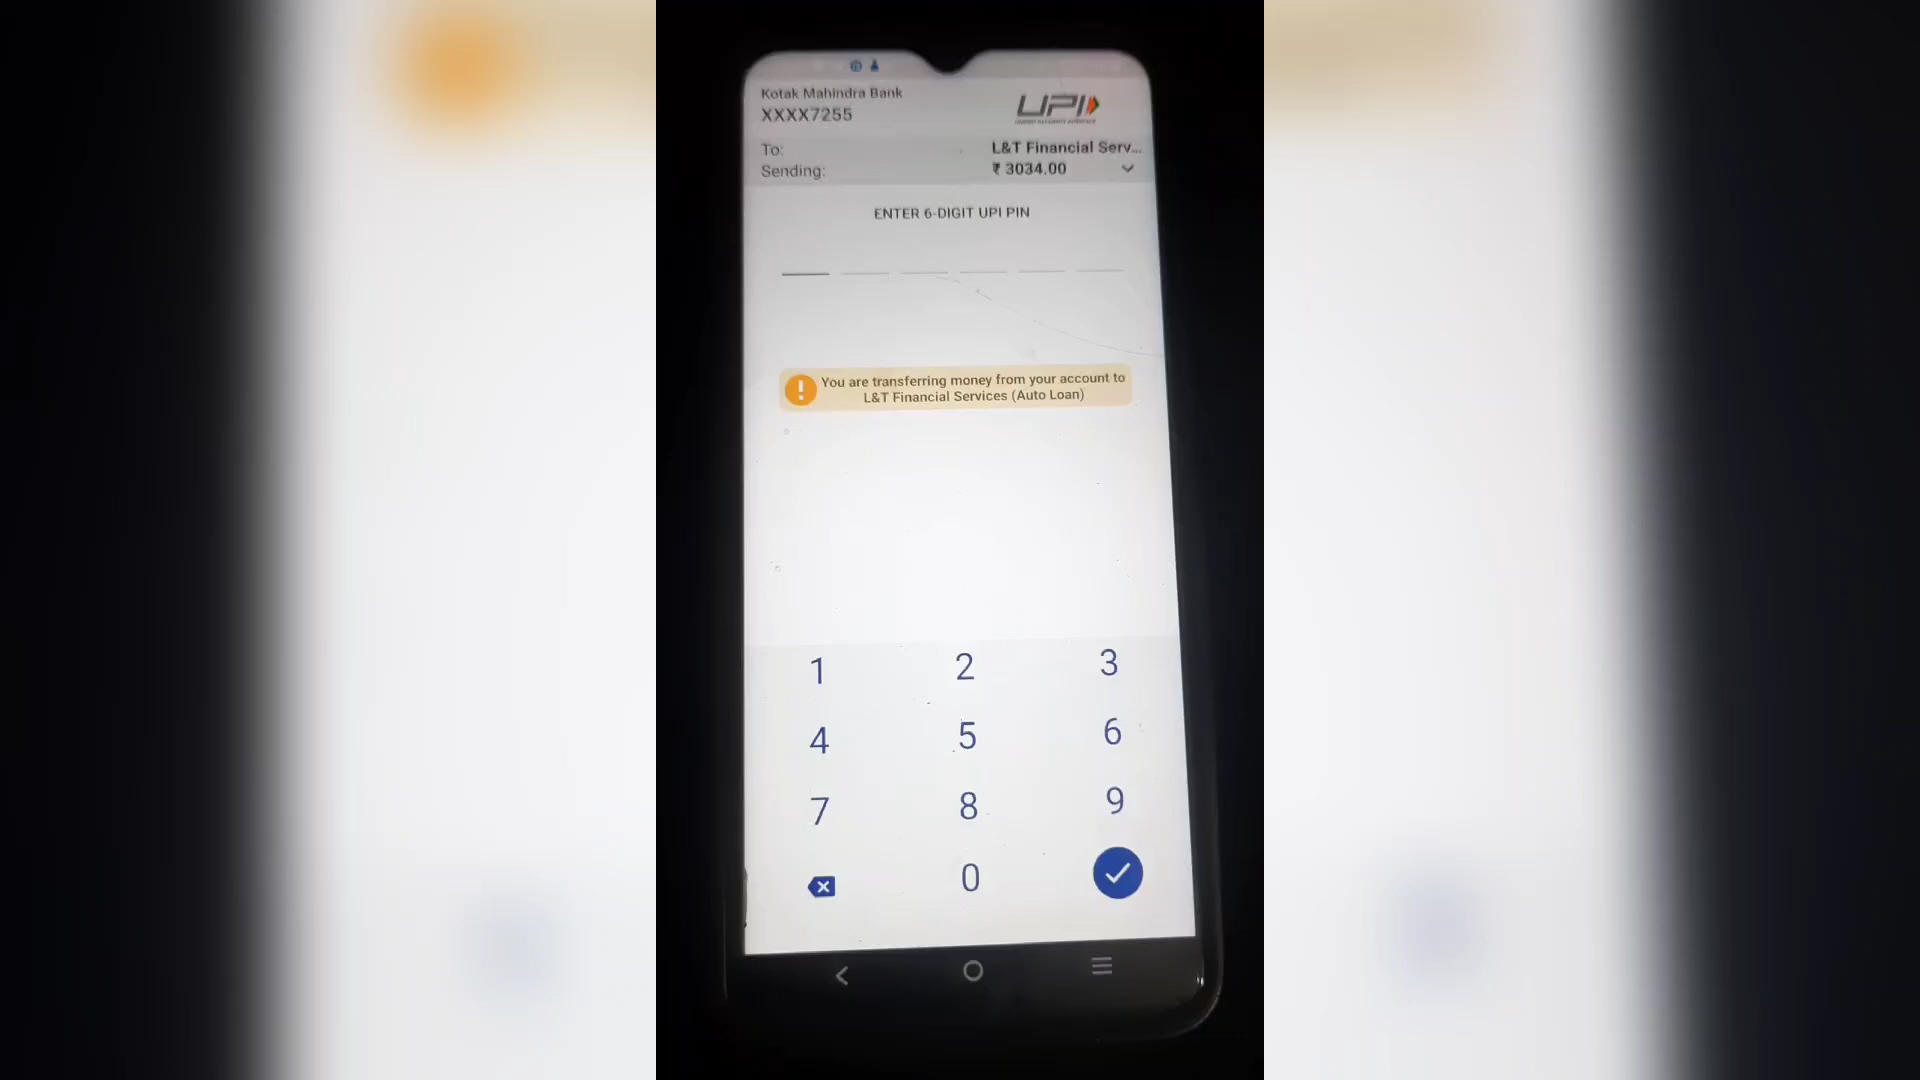 Kotak Mahindra Bank
XXXX7255
UPI
To: L&T Financial Serv...
Sending: ₹ 3034.00
ENTER 6-DIGIT UPI PIN
You are transferring money from your account to
L&T Financial Services (Auto Loan)
1 2 3
4 5 6
7 8 9
0